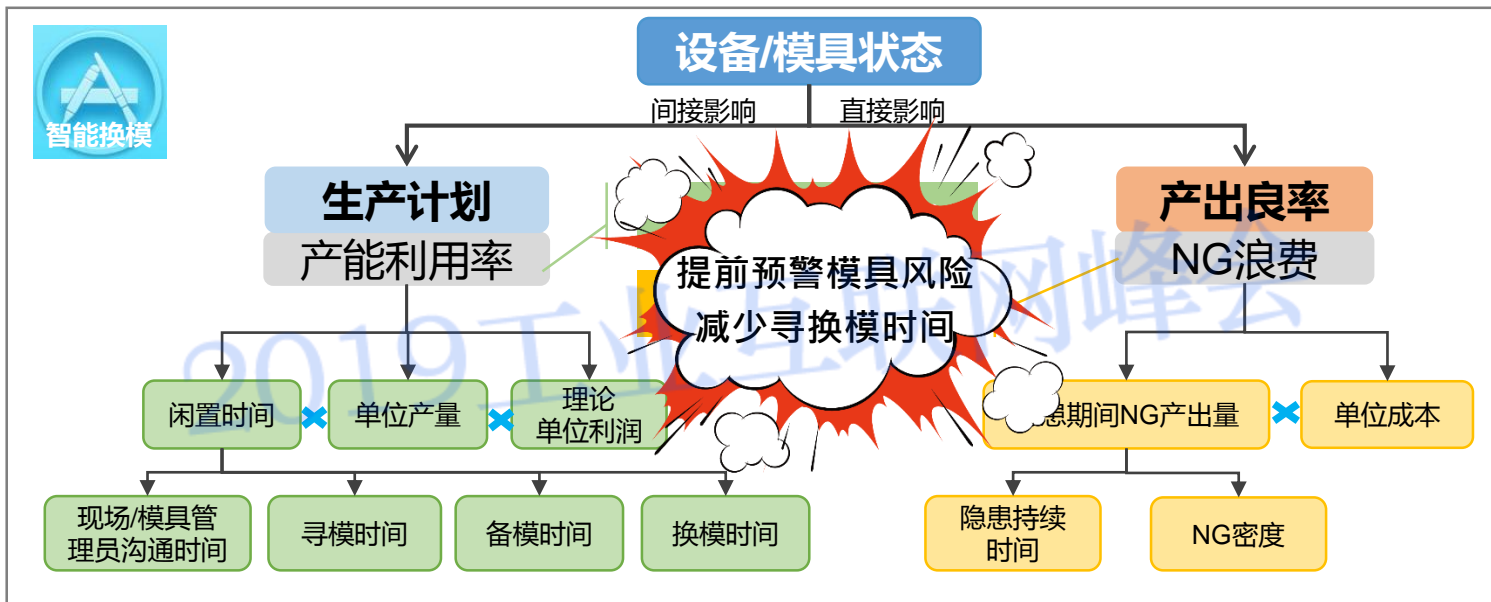 设备/模具状态
智能换模
间接影响
直接影响
生产计划
产能利用率
产出良率
NG浪费
提前预警模具风险
减少寻换模时间
2019工业互联网峰会
闲置时间
单位产量
理论
单位利润
患期间NG产出量
单位成本
现场/模具管
理员沟通时间
寻模时间
备模时间
换模时间
隐患持续
时间
NG密度